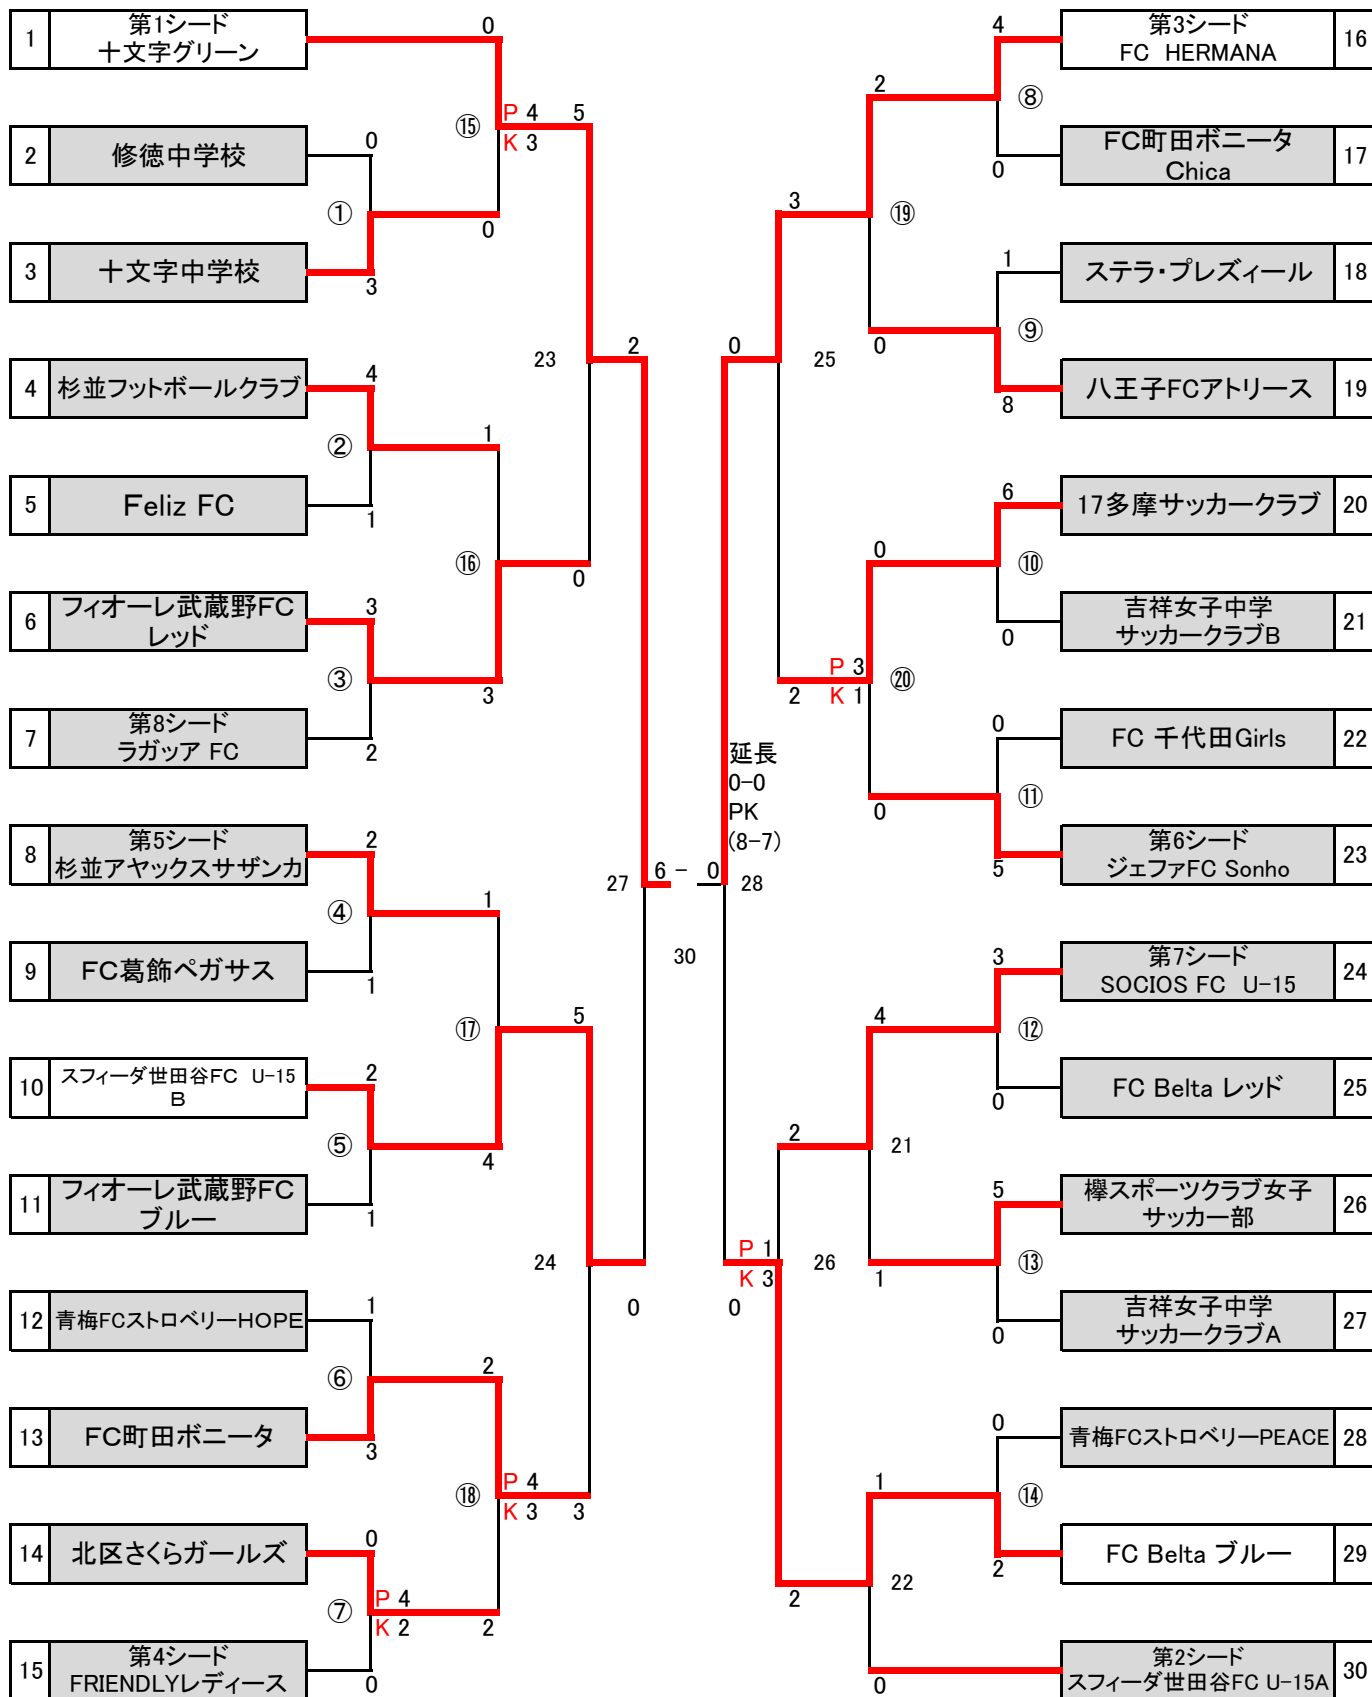 1
第1シード
十文字グリーン
0
P 4
K 3
5
⑮
2
修徳中学校
0
①
0
3
十文字中学校
3
23
2
4
杉並フットボールクラブ
4
②
1
5
Feliz FC
1
⑯
0
6
フィオーレ武蔵野FC
レッド
3
③
3
7
第8シード
ラガッツア FC
2
8
第5シード
杉並アヤックスサザンカ
2
27
6 - 0
28
④
1
9
FC葛飾ペガサス
1
30
⑰
5
10
スフィーダ世田谷FC U-15
B
2
⑤
4
11
フィオーレ武蔵野FC
ブルー
1
24
0
12
青梅FCストロベリーHOPE
1
⑥
2
13
FC町田ボニータ
3
⑱
P 4
K 3
3
14
北区さくらガールズ
0
⑦
P 4
K 2
2
15
第4シード
FRIENDLYレディース
0
4
第3シード
FC HERMANA
16
2
⑧
FC町田ボニータ
Chica
17
0
3
⑲
1
ステラ・プレズィール
18
⑨
0
25
0
八王子FCアトリース
19
8
6
17多摩サッカークラブ
20
0
⑩
吉祥女子中学
サッカークラブB
21
0
P 3
K 1
2
⑳
0
FC 千代田Girls
22
延長
0-0
PK
(8-7)
⑪
0
第6シード
ジェファFC Sonho
23
5
3
第7シード
SOCIOS FC U-15
24
4
⑫
FC Belta レッド
25
0
2
21
5
欅スポーツクラブ女子
サッカー部
26
P 1
K 3
0
26
⑬
1
吉祥女子中学
サッカークラブA
27
0
0
青梅FCストロベリーPEACE
28
1
⑭
FC Belta ブルー
29
2
2
22
第2シード
スフィーダ世田谷FC U-15A
30
0